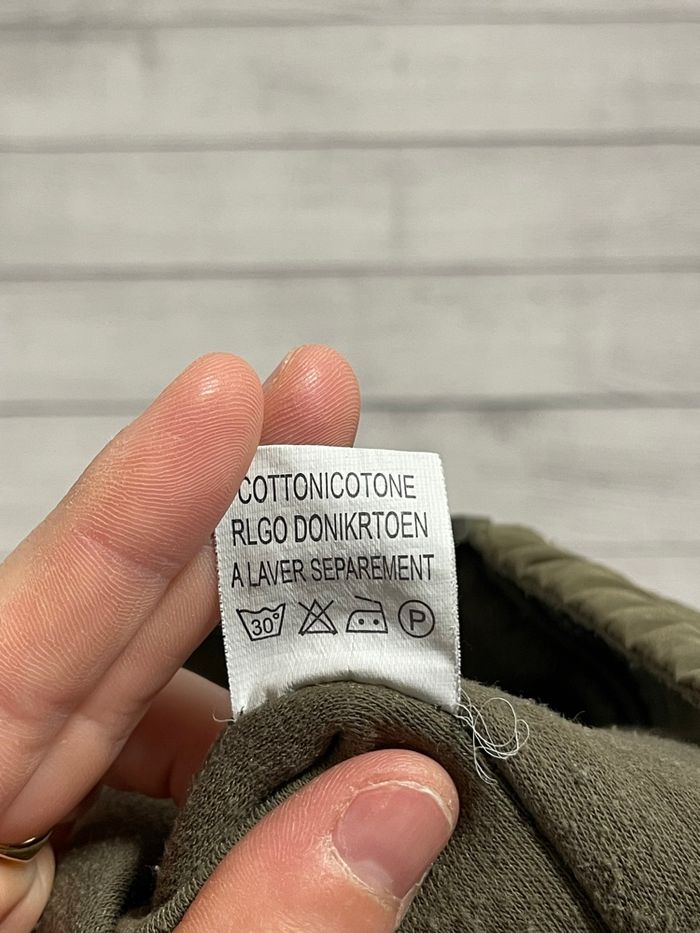 COTTONICOTONE
RLGO DONIKRTOEN
A LAVER SEPAREMENT
30° P